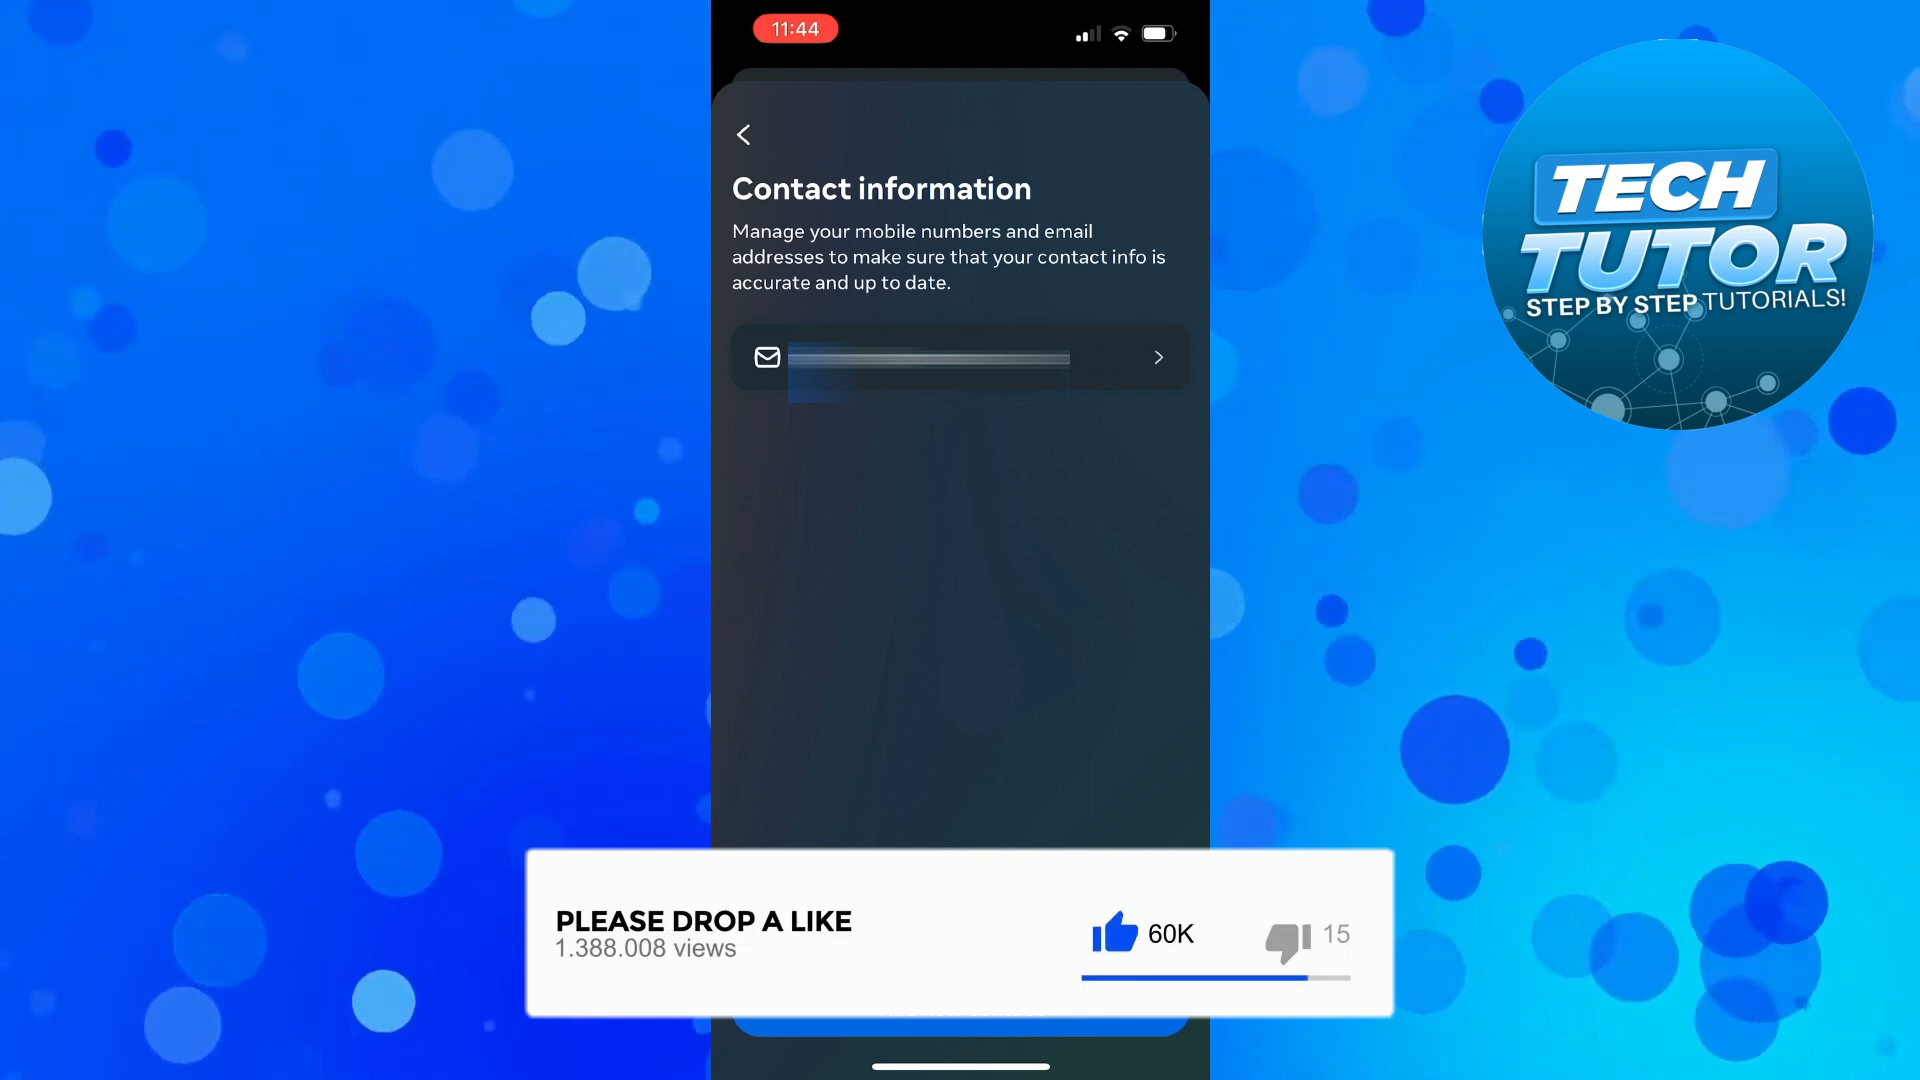 11:44
Contact information
Manage your mobile numbers and email
addresses to make sure that your contact info is
accurate and up to date.
TECH
TUTOR
STEP BY STEP TUTORIALS!
PLEASE DROP A LIKE
1.388.008 views
60K
15